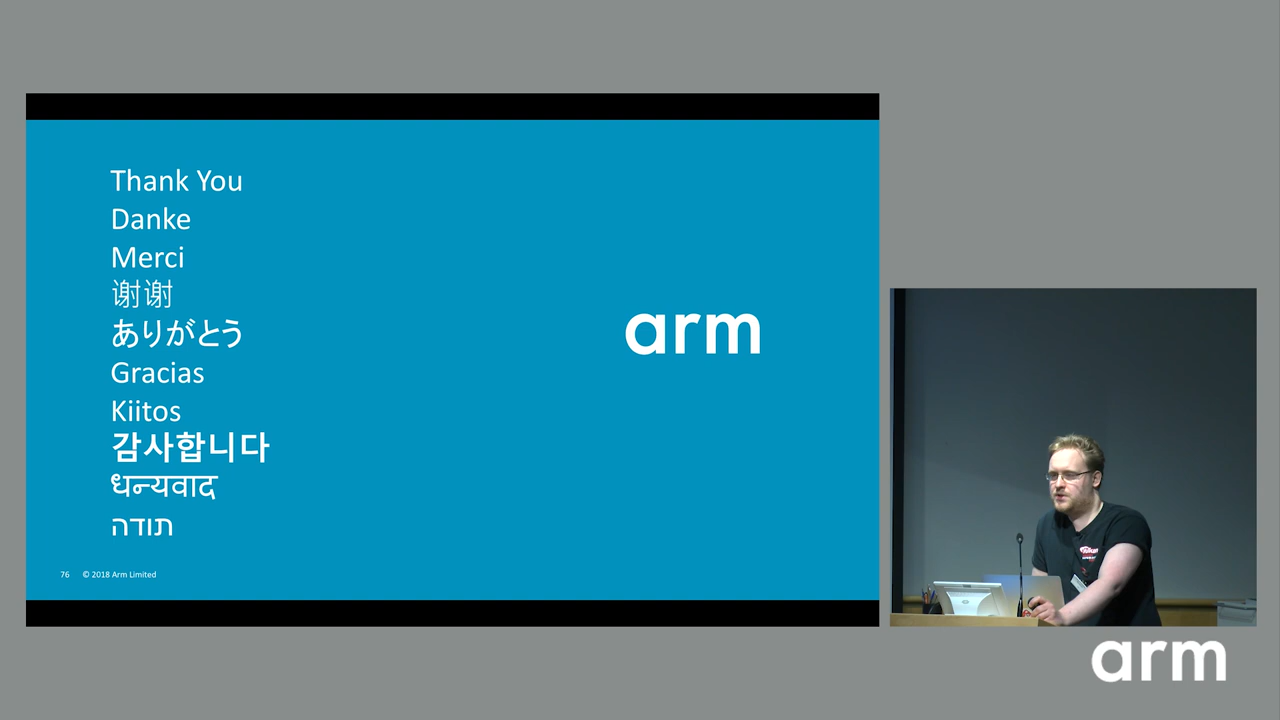 Thank You
Danke
Merci
谢谢
ありがとう
Gracias
Kiitos
감사합니다
धन्यवाद
תודה
arm
76 © 2018 Arm Limited
arm